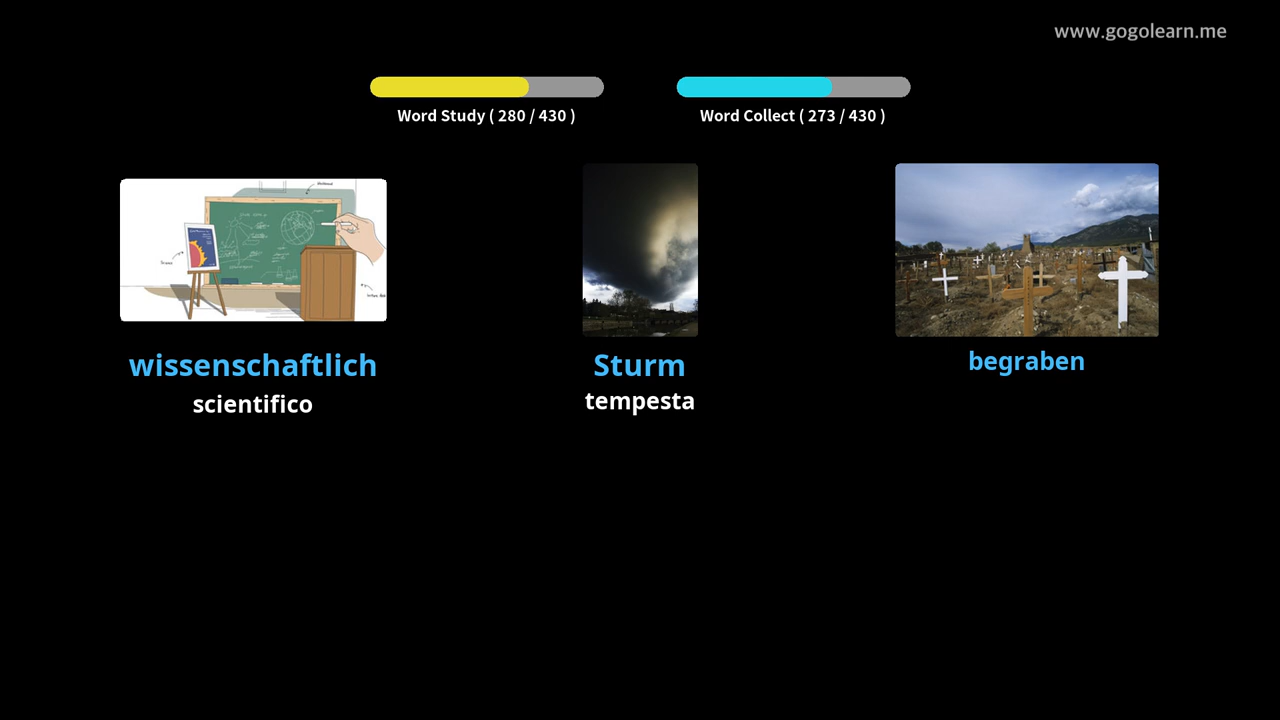 www.gogolearn.me
Word Study ( 280 / 430 )
Word Collect ( 273 / 430 )
wissenschaftlich
scientifico
Sturm
tempesta
begraben